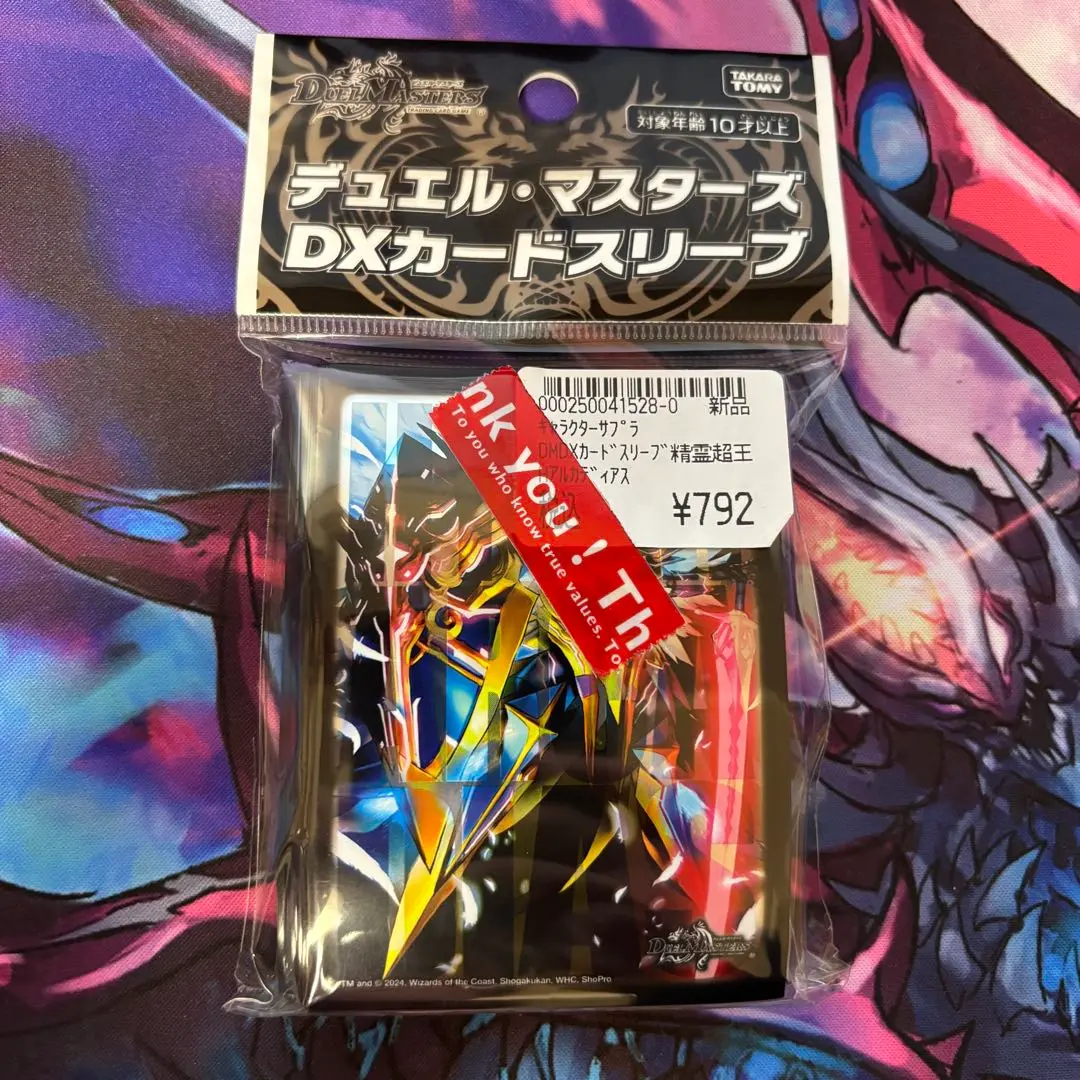 DUEL MASTERS
TRADING CARD GAME
TAKARA TOMY
対象年齢10才以上
デュエル・マスターズ
DXカードスリーブ
000250041528-0 新品
キャラクターサプラ
DMDXカードスリーブ精霊超王
アルカディアス
¥792
nk you! Th
To you who know true values. To
DUEL MASTERS
TM and © 2024, Wizards of the Coast, Shogakukan, WHC, ShoPro